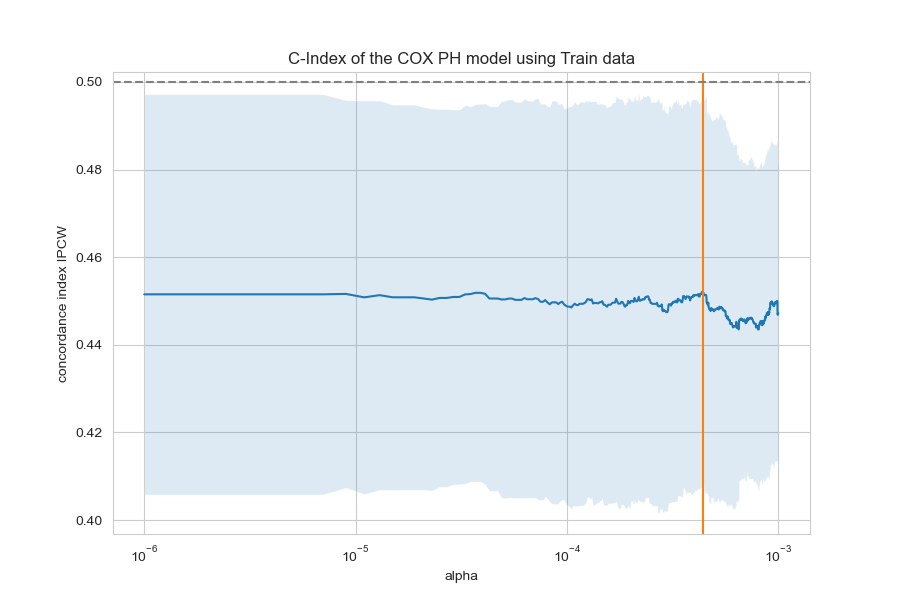 C-Index of the COX PH model using Train data
concordance index IPCW
0.50
0.48
0.46
0.44
0.42
0.40
10⁻⁶ 10⁻⁵ 10⁻⁴ 10⁻³
alpha